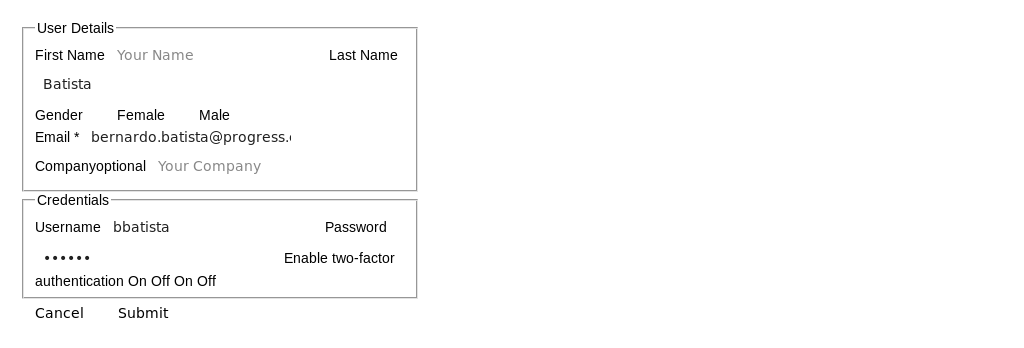 User Details
First Name Your Name Last Name
Batista
Gender Female Male
Email * bernardo.batista@progress.
Companyoptional Your Company
Credentials
Username bbatista Password
••••••  Enable two-factor
authentication On Off On Off
Cancel Submit